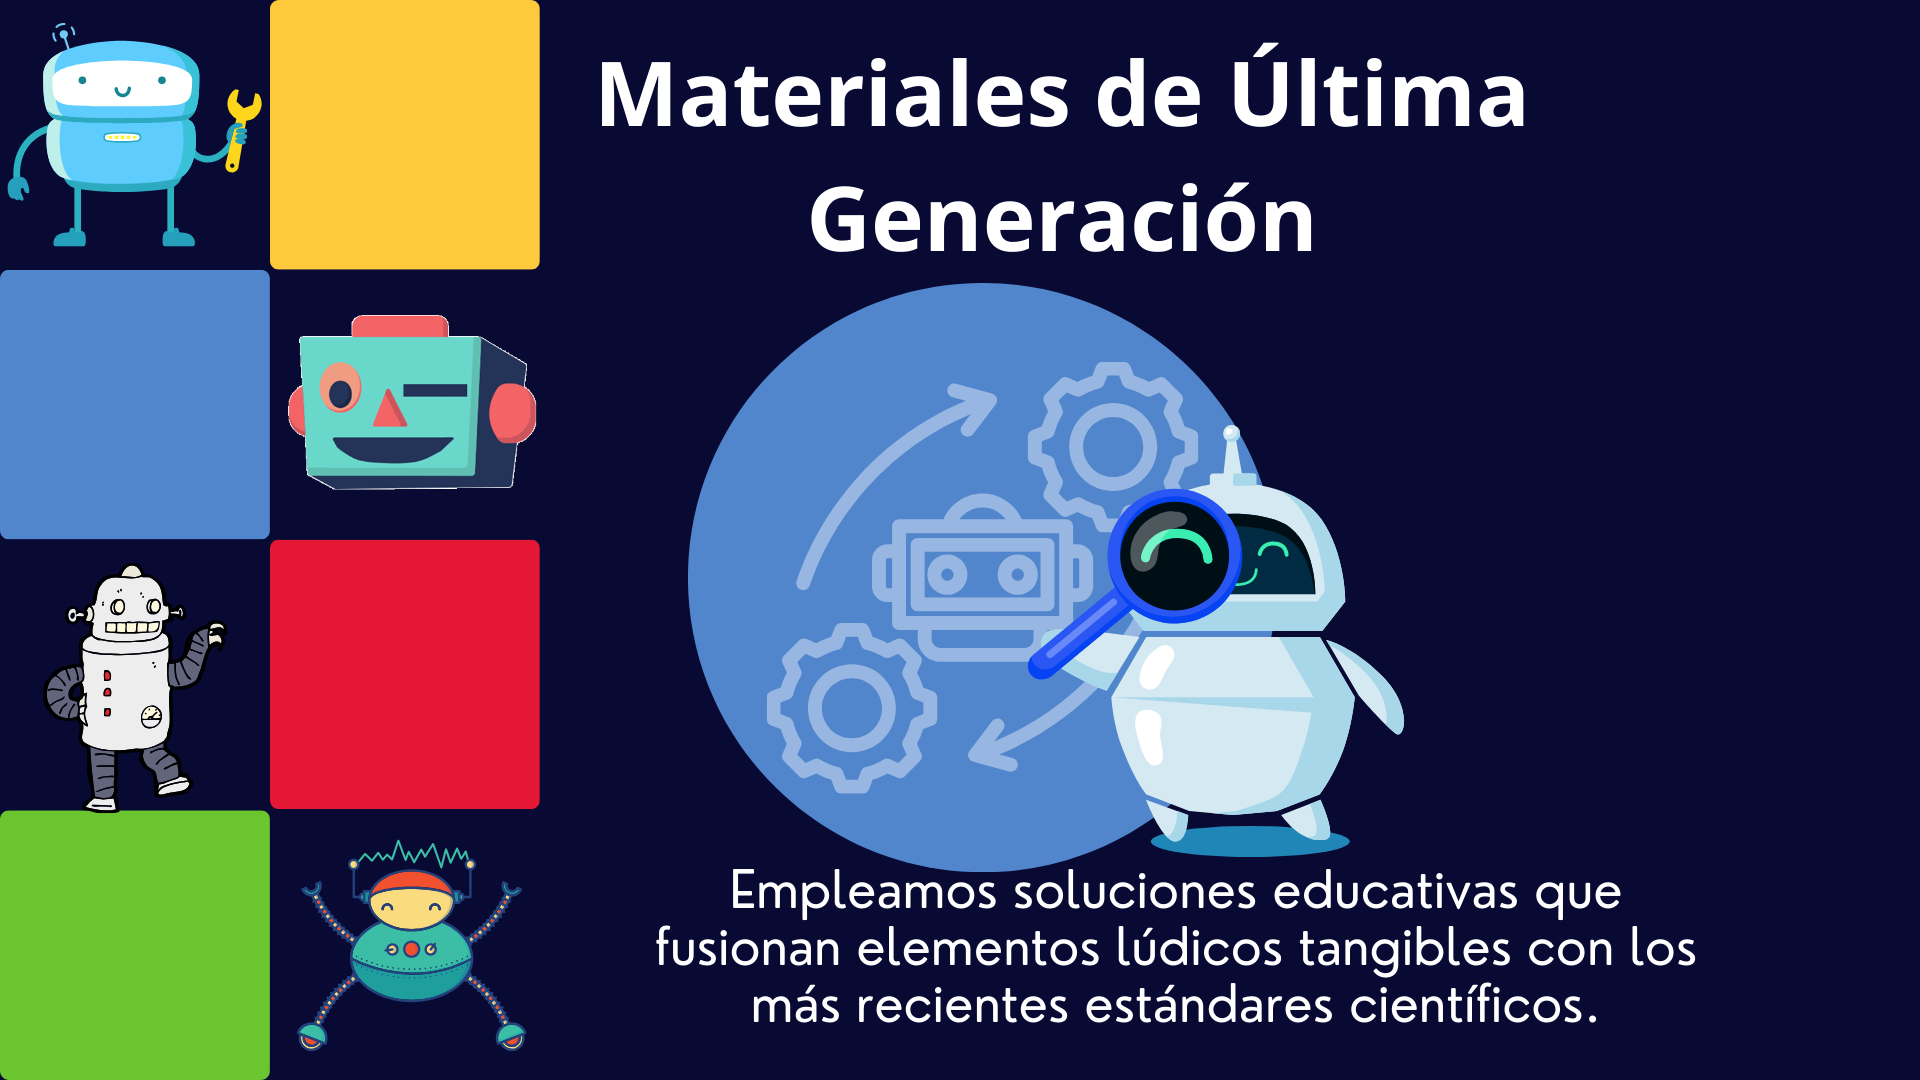 Materiales de Última
Generación
Empleamos soluciones educativas que
fusionan elementos lúdicos tangibles con los
más recientes estándares científicos.